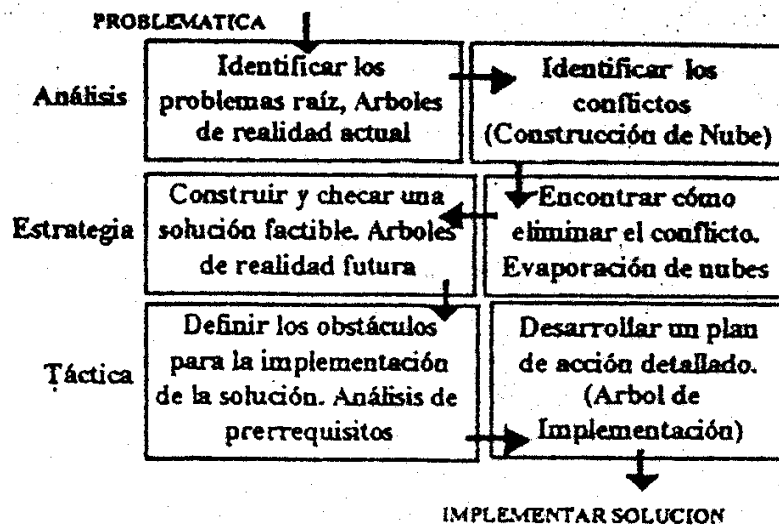 PROBLEMATICA
Análisis
Identificar los
problemas raíz, Arboles
de realidad actual
Identificar los
conflictos
(Construcción de Nube)
Estrategia
Construir y checar una
solución factible. Arboles
de realidad futura
Encontrar cómo
eliminar el conflicto.
Evaporación de nubes
Táctica
Definir los obstáculos
para la implementación
de la solución. Análisis de
prerrequisitos
Desarrollar un plan
de acción detallado.
(Arbol de
Implementación)
IMPLEMENTAR SOLUCION